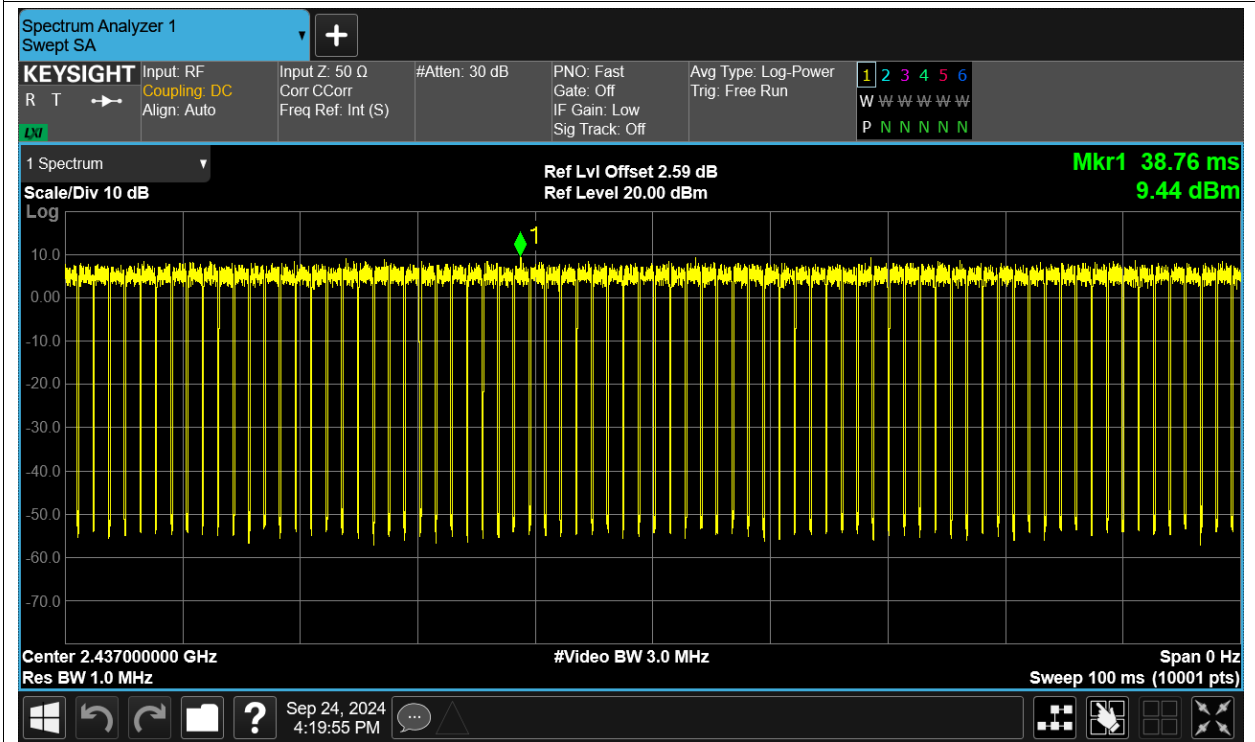 Spectrum Analyzer 1
Swept SA
+
KEYSIGHT
R T
LXI
Input: RF
Coupling: DC
Align: Auto
Input Z: 50 Ω
Corr CCorr
Freq Ref: Int (S)
#Atten: 30 dB
PNO: Fast
Gate: Off
IF Gain: Low
Sig Track: Off
Avg Type: Log-Power
Trig: Free Run
1 2 3 4 5 6
W W W W W W
P N N N N N
1 Spectrum
Scale/Div 10 dB
Log
Ref Lvl Offset 2.59 dB
Ref Level 20.00 dBm
Mkr1 38.76 ms
9.44 dBm
1
10.0
0.00
-10.0
-20.0
-30.0
-40.0
-50.0
-60.0
-70.0
Center 2.437000000 GHz
Res BW 1.0 MHz
#Video BW 3.0 MHz
Span 0 Hz
Sweep 100 ms (10001 pts)
?
Sep 24, 2024
4:19:55 PM